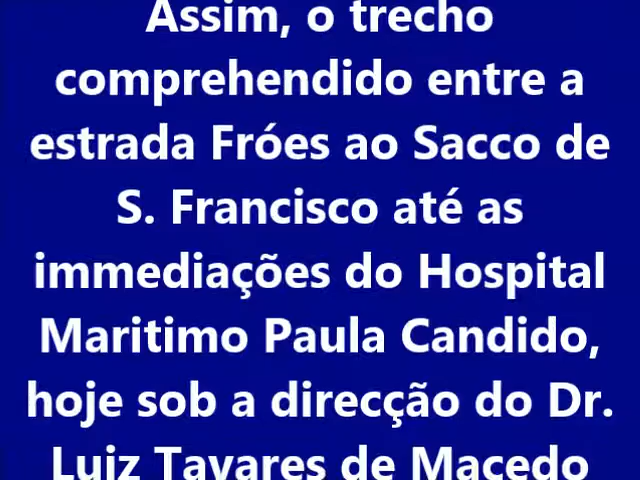 Assim, o trecho
comprehendido entre a
estrada Fróes ao Sacco de
S. Francisco até as
immediações do Hospital
Maritimo Paula Candido,
hoje sob a direcção do Dr.
Luiz Tavares de Macedo